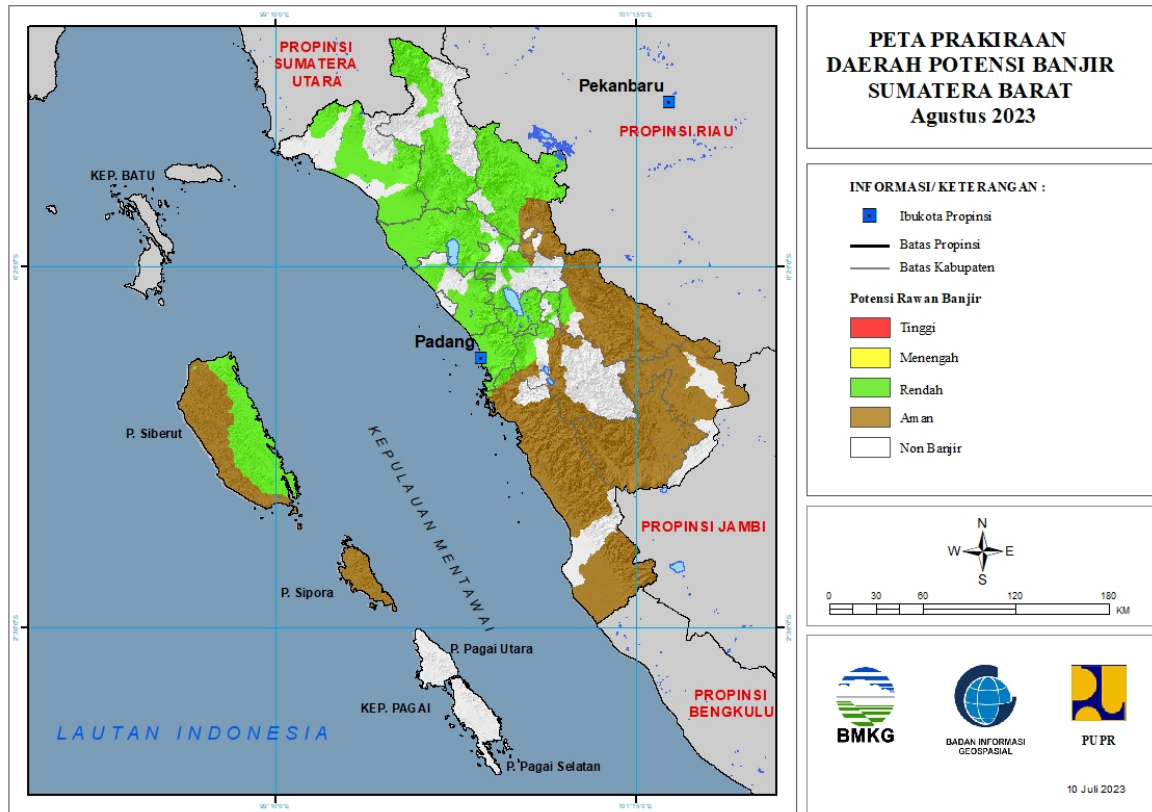 PETA PRAKIRAAN
DAERAH POTENSI BANJIR
SUMATERA BARAT
Agustus 2023
INFORMASI/ KETERANGAN :
Ibukota Propinsi
Batas Propinsi
Batas Kabupaten
Potensi Rawan Banjir
Tinggi
Menengah
Rendah
Aman
Non Banjir
N
W E
S
0 30 60 120 180
KM
BMKG
BADAN INFORMASI
GEOSPASIAL
PUPR
10 Juli 2023
PROPINSI
SUMATERA
UTARA
Pekanbaru
PROPINSI RIAU
KEP. BATU
Padang
P. Siberut
KEPULAUAN MENTAWAI
PROPINSI JAMBI
P. Sipora
P. Pagai Utara
KEP. PAGAI
PROPINSI
BENGKULU
LAUTAN INDONESIA
P. Pagai Selatan